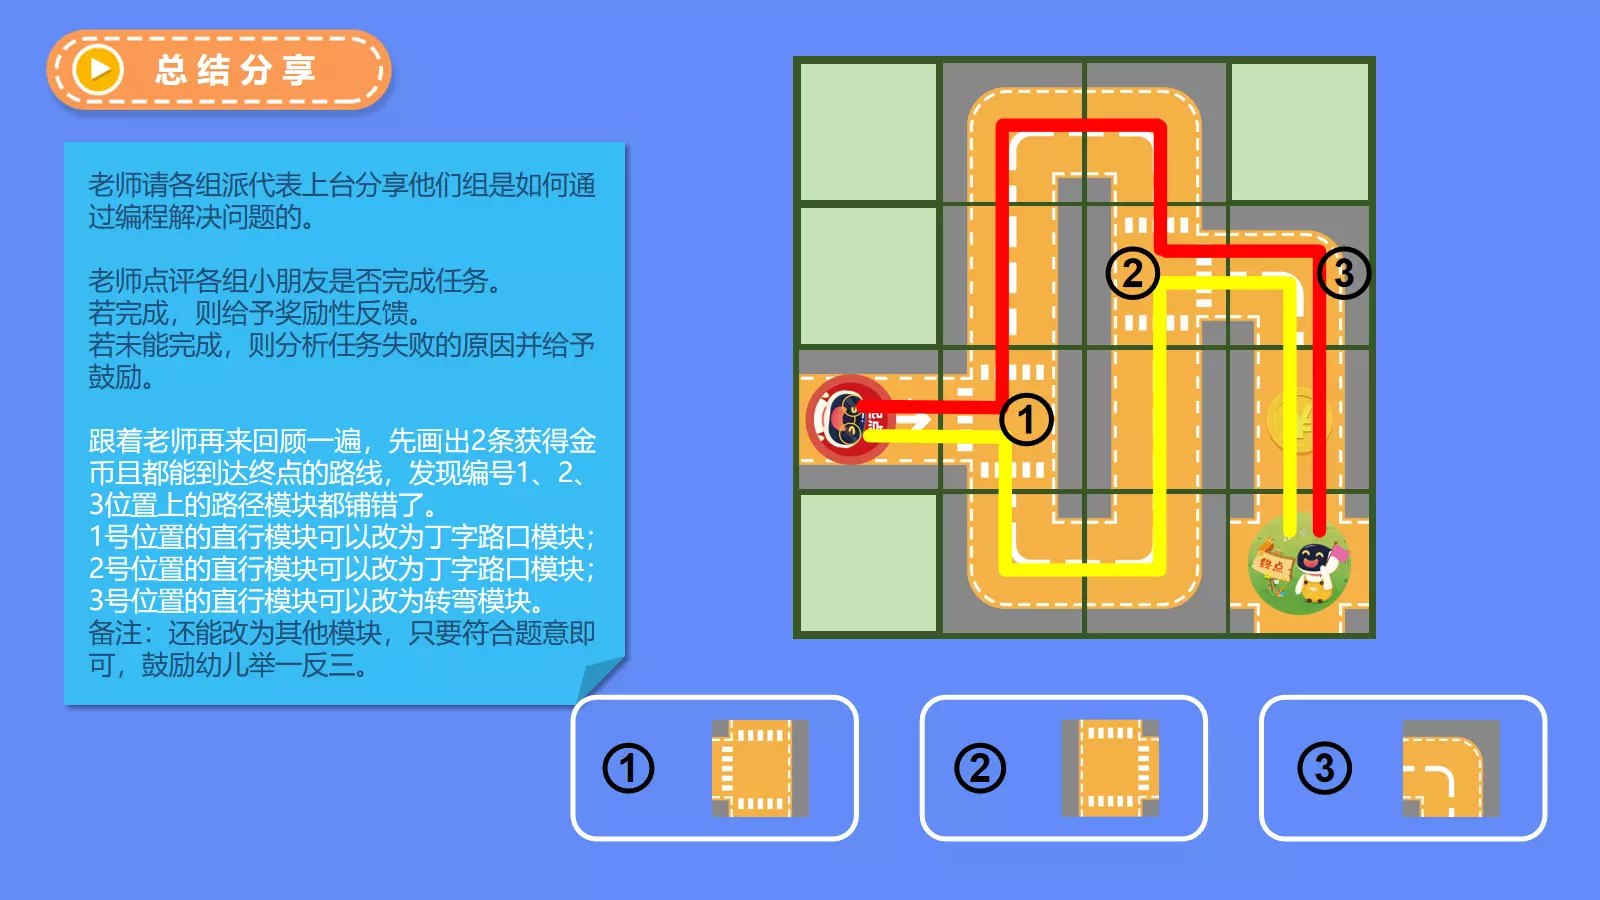 总结分享
老师请各组派代表上台分享他们组是如何通
过编程解决问题的。
老师点评各组小朋友是否完成任务。
若完成，则给予奖励性反馈。
若未能完成，则分析任务失败的原因并给予
鼓励。
跟着老师再来回顾一遍，先画出2条获得金
币且都能到达终点的路线，发现编号1、2、
3位置上的路径模块都铺错了。
1号位置的直行模块可以改为丁字路口模块；
2号位置的直行模块可以改为丁字路口模块；
3号位置的直行模块可以改为转弯模块。
备注：还能改为其他模块，只要符合题意即
可，鼓励幼儿举一反三。
②
③
①
¥
终点
①
②
③